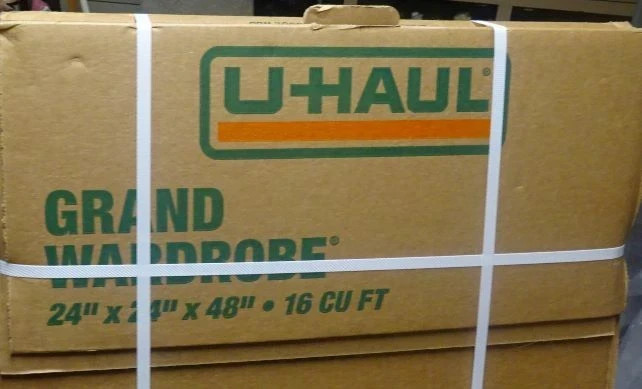 U-HAUL®
GRAND
WARDROBE®
24" x 24" x 48" • 16 CU FT